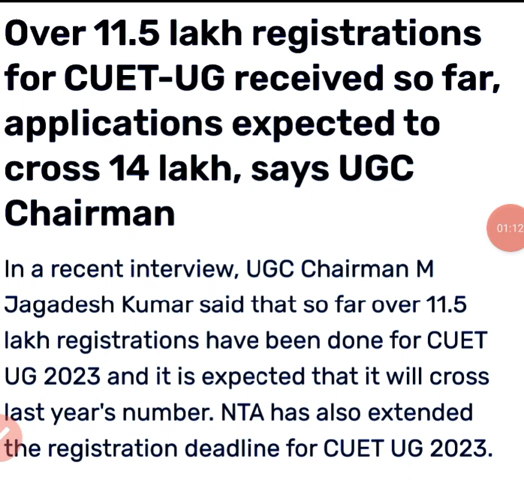 Over 11.5 lakh registrations
for CUET-UG received so far,
applications expected to
cross 14 lakh, says UGC
Chairman
01:12
In a recent interview, UGC Chairman M
Jagadesh Kumar said that so far over 11.5
lakh registrations have been done for CUET
UG 2023 and it is expected that it will cross
last year's number. NTA has also extended
the registration deadline for CUET UG 2023.